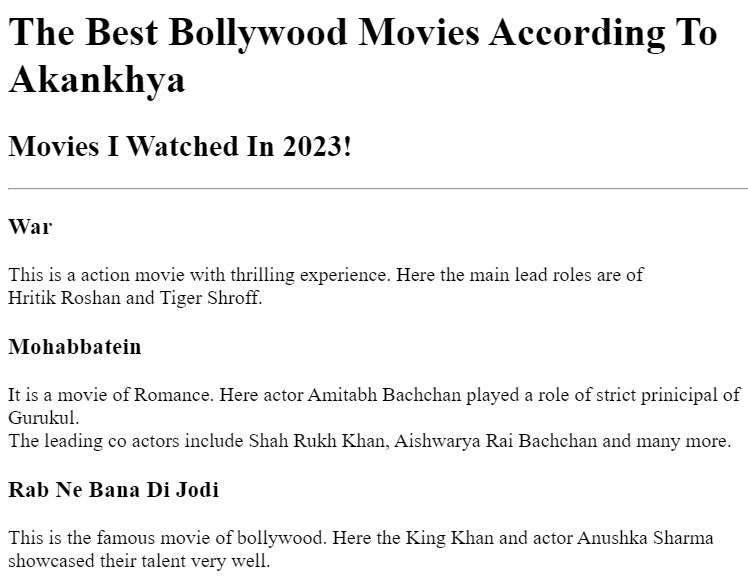 The Best Bollywood Movies According To
Akankhya
Movies I Watched In 2023!
War
This is a action movie with thrilling experience. Here the main lead roles are of
Hritik Roshan and Tiger Shroff.
Mohabbatein
It is a movie of Romance. Here actor Amitabh Bachchan played a role of strict prinicipal of
Gurukul.
The leading co actors include Shah Rukh Khan, Aishwarya Rai Bachchan and many more.
Rab Ne Bana Di Jodi
This is the famous movie of bollywood. Here the King Khan and actor Anushka Sharma
showcased their talent very well.